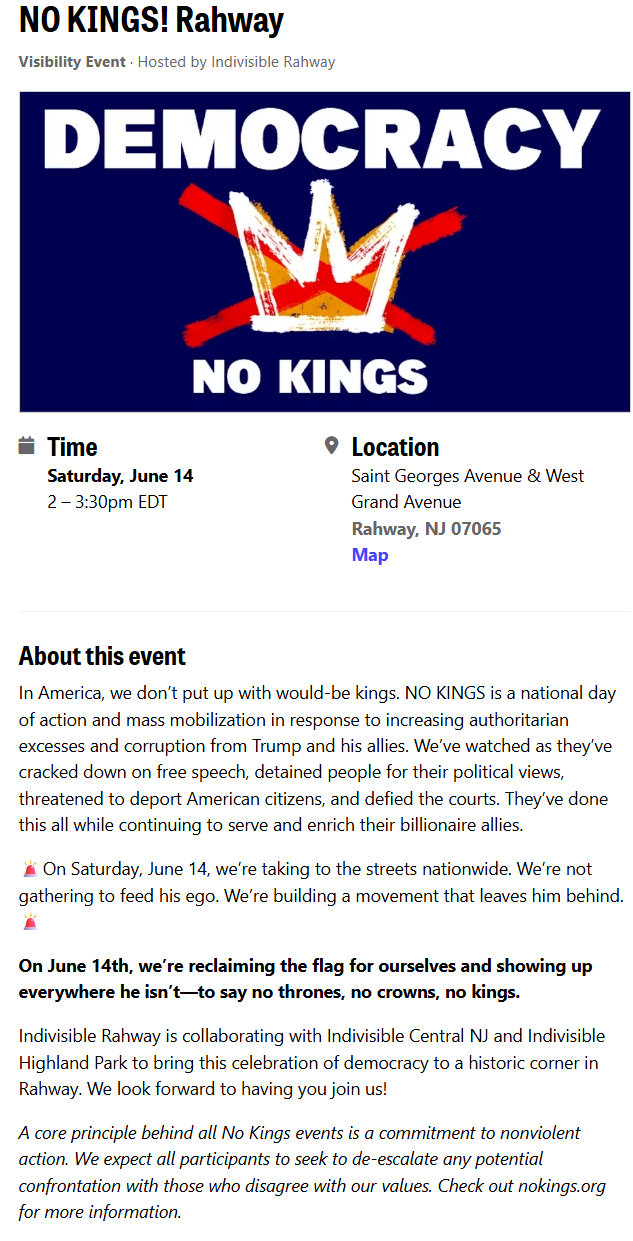 NO KINGS! Rahway
Visibility Event · Hosted by Indivisible Rahway
DEMOCRACY
NO KINGS
Time
Saturday, June 14
2 – 3:30pm EDT
Location
Saint Georges Avenue & West
Grand Avenue
Rahway, NJ 07065
Map
About this event
In America, we don’t put up with would-be kings. NO KINGS is a national day
of action and mass mobilization in response to increasing authoritarian
excesses and corruption from Trump and his allies. We’ve watched as they’ve
cracked down on free speech, detained people for their political views,
threatened to deport American citizens, and defied the courts. They’ve done
this all while continuing to serve and enrich their billionaire allies.
🚨On Saturday, June 14, we’re taking to the streets nationwide. We’re not
gathering to feed his ego. We’re building a movement that leaves him behind.
🚨
On June 14th, we’re reclaiming the flag for ourselves and showing up
everywhere he isn’t—to say no thrones, no crowns, no kings.
Indivisible Rahway is collaborating with Indivisible Central NJ and Indivisible
Highland Park to bring this celebration of democracy to a historic corner in
Rahway. We look forward to having you join us!
A core principle behind all No Kings events is a commitment to nonviolent
action. We expect all participants to seek to de-escalate any potential
confrontation with those who disagree with our values. Check out nokings.org
for more information.